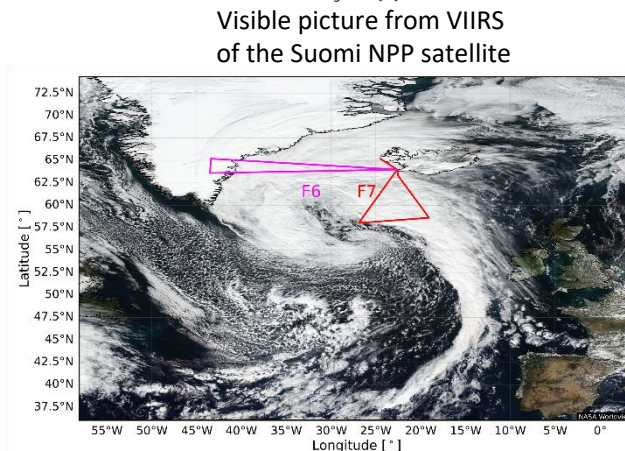 Visible picture from VIIRS
of the Suomi NPP satellite
72.5°N
70°N
67.5°N
65°N
62.5°N
60°N
57.5°N
55°N
52.5°N
50°N
47.5°N
45°N
42.5°N
40°N
37.5°N
Latitude [°]
F6
F7
55°W 50°W 45°W 40°W 35°W 30°W 25°W 20°W 15°W 10°W 5°W 0°
Longitude [°]